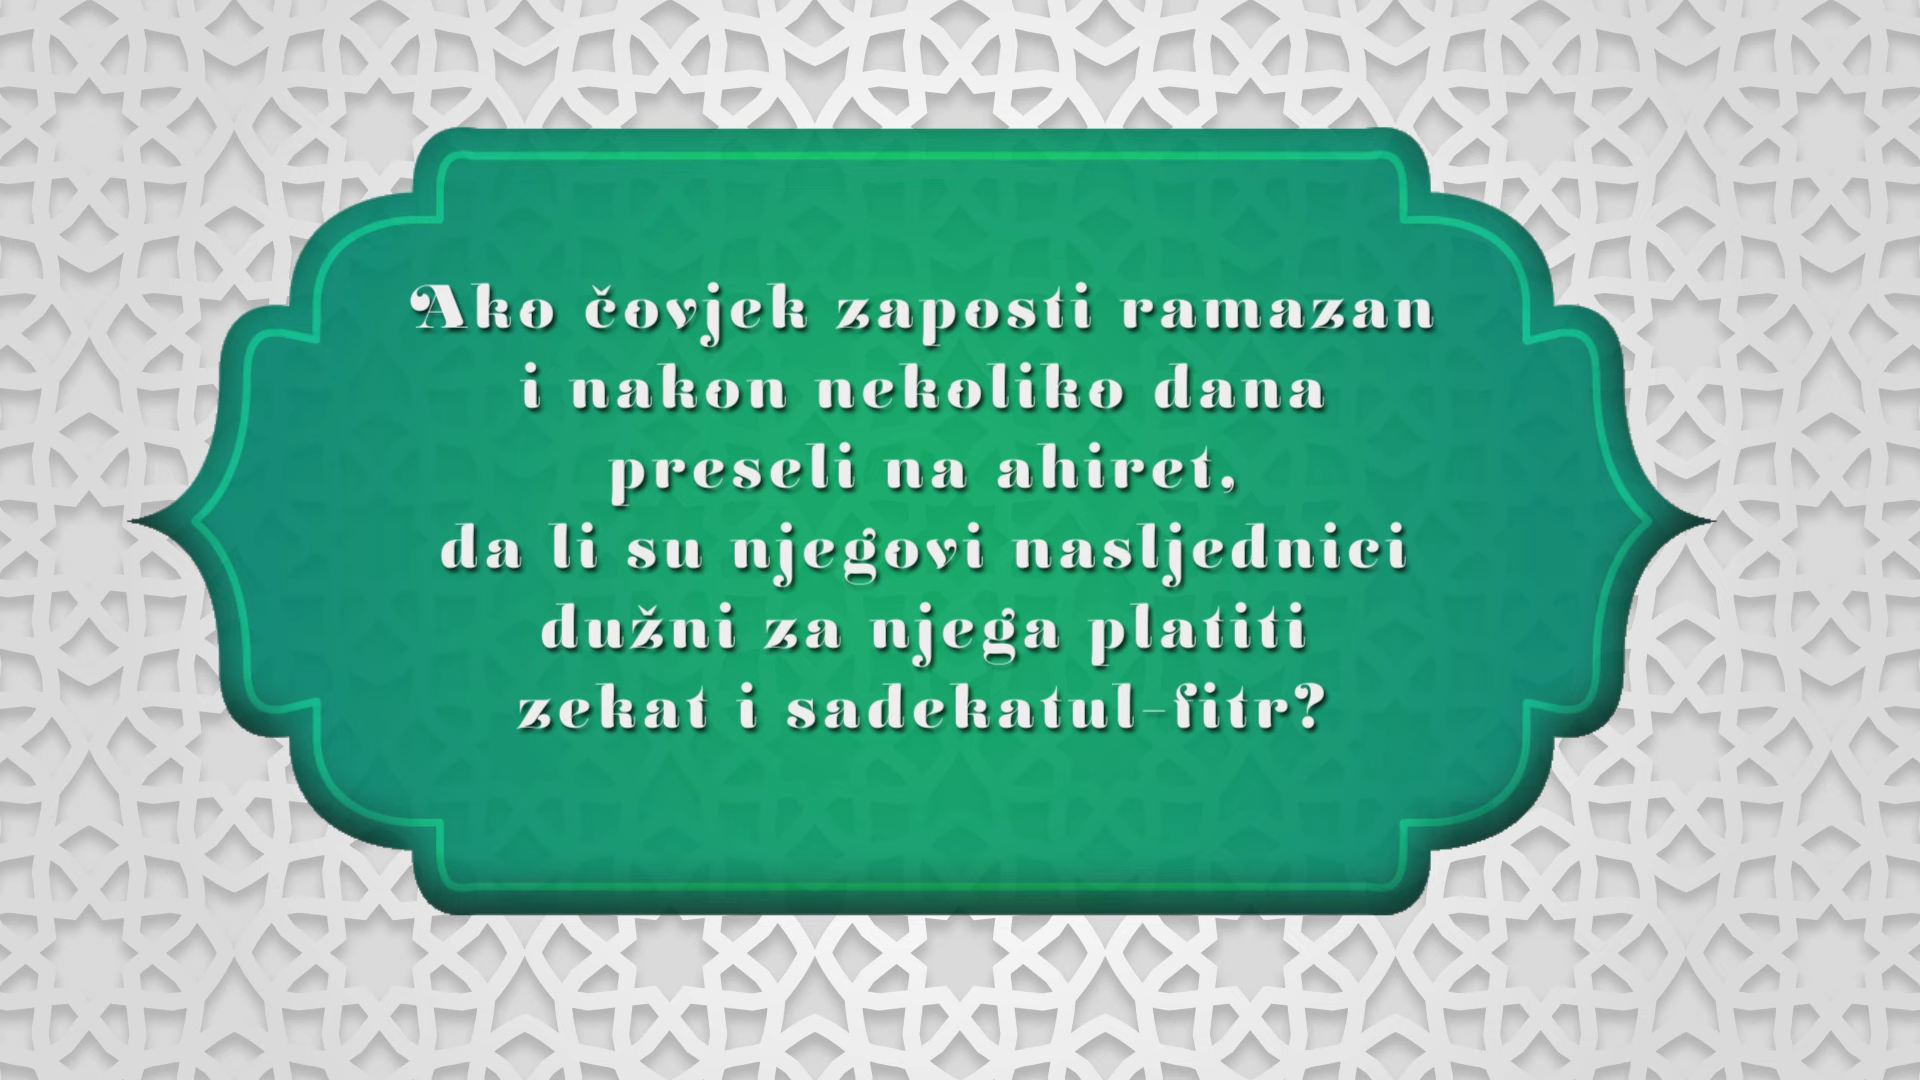 Ako čovjek zaposti ramazan
i nakon nekoliko dana
preseli na ahiret,
da li su njegovi nasljednici
dužni za njega platiti
zekat i sadekatul-fitr?